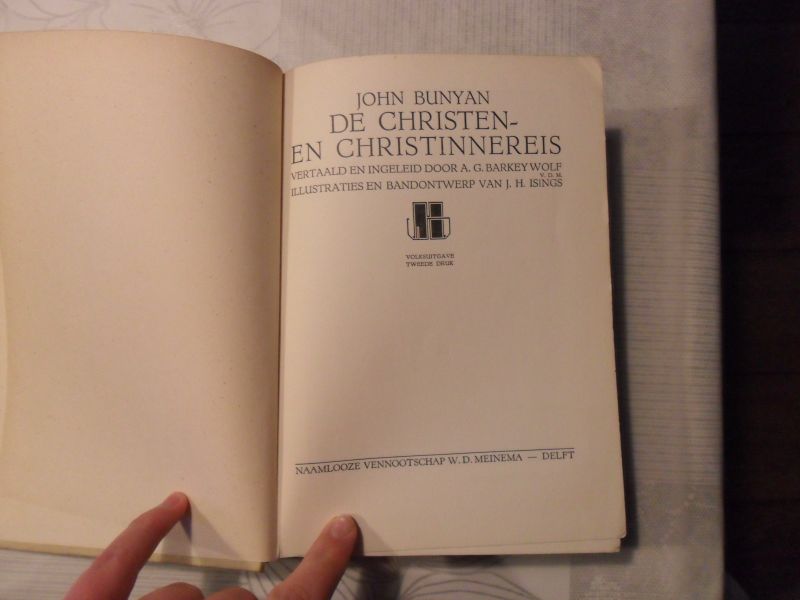 JOHN BUNYAN
DE CHRISTEN-
EN CHRISTINNEREIS
VERTAALD EN INGELEID DOOR A. G. BARKEY WOLF
V. D. M.
ILLUSTRATIES EN BANDONTWERP VAN J. H. ISINGS
VOLKSUITGAVE
TWEEDE DRUK
NAAMLOOZE VENNOOTSCHAP W. D. MEINEMA — DELFT